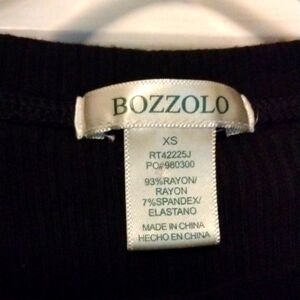 BOZZOLO
XS
RT42225J
PO#980300
93%RAYON/
RAYON
7%SPANDEX/
ELASTANO
MADE IN CHINA
HECHO EN CHINA